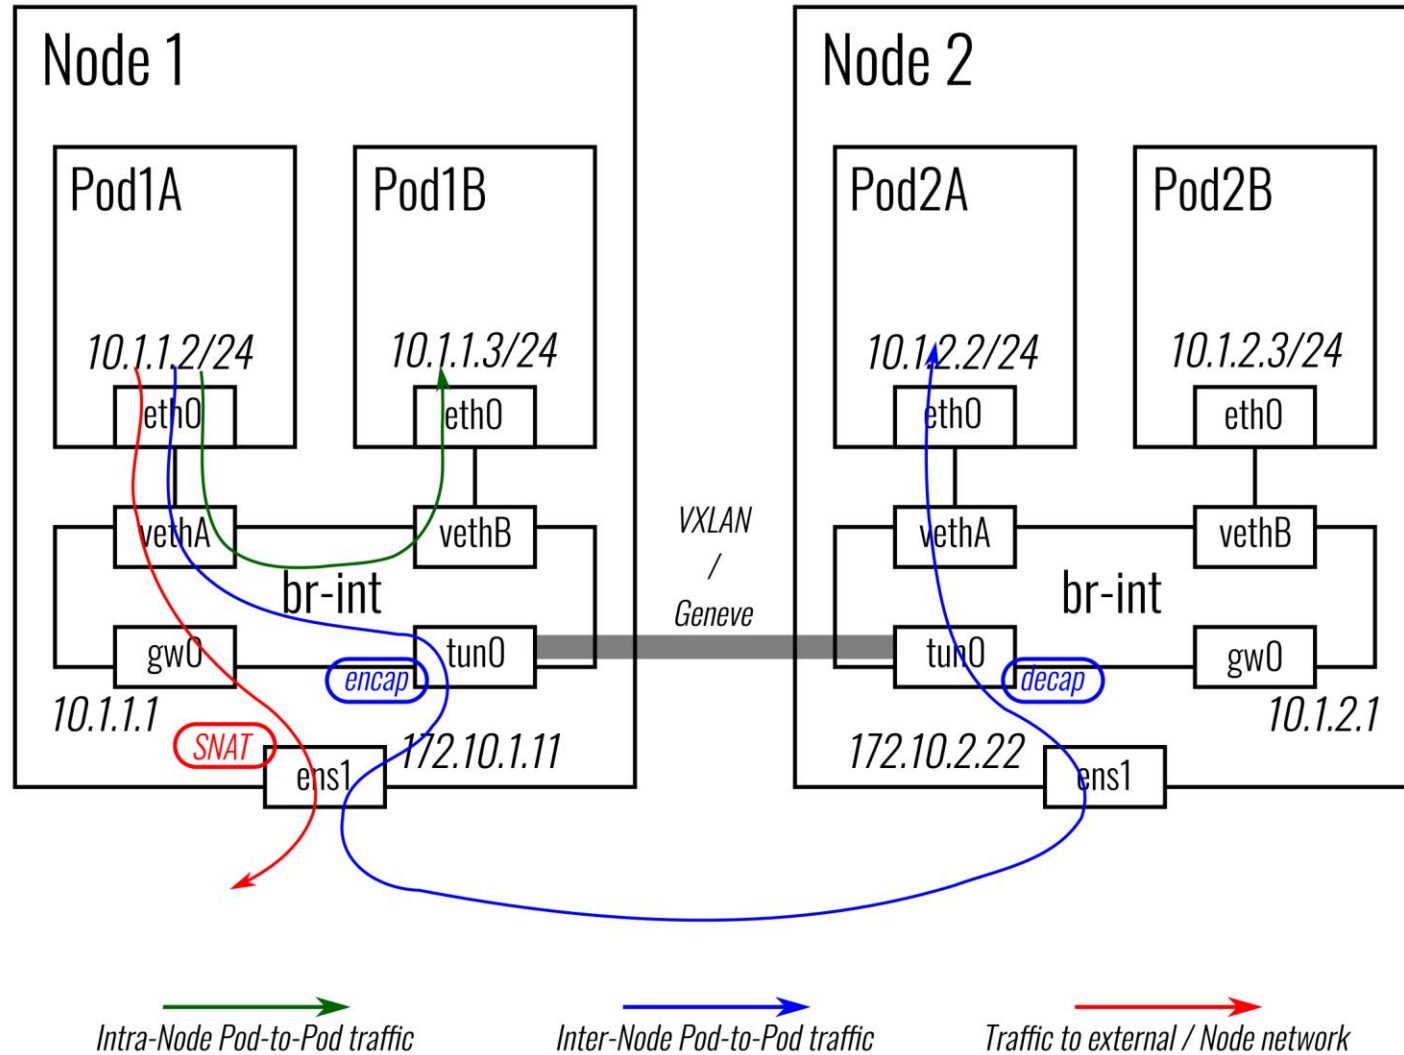 Node 1
Node 2
Pod1A
Pod1B
Pod2A
Pod2B
10.1.1.2/24
10.1.1.3/24
10.1.2.2/24
10.1.2.3/24
eth0
eth0
eth0
eth0
vethA
vethB
VXLAN
/
Geneve
vethA
vethB
br-int
br-int
gw0
tun0
tun0
gw0
encap
decap
10.1.1.1
10.1.2.1
SNAT
ens1
172.10.1.11
172.10.2.22
ens1
Intra-Node Pod-to-Pod traffic
Inter-Node Pod-to-Pod traffic
Traffic to external / Node network